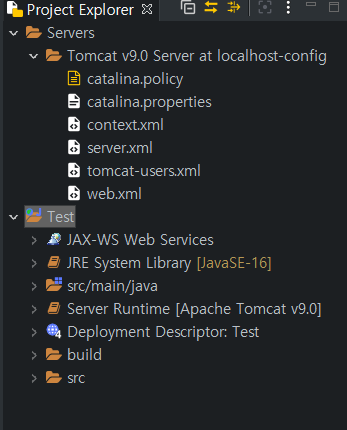 Project Explorer
Servers
Tomcat v9.0 Server at localhost-config
catalina.policy
catalina.properties
context.xml
server.xml
tomcat-users.xml
web.xml
Test
JAX-WS Web Services
JRE System Library [JavaSE-16]
src/main/java
Server Runtime [Apache Tomcat v9.0]
Deployment Descriptor: Test
build
src